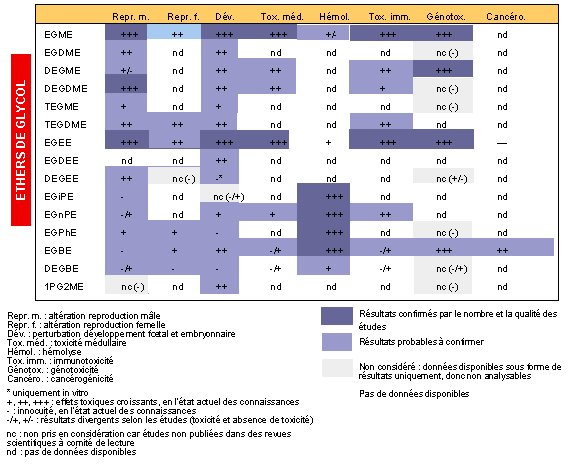 Repr. m. Repr. f. Dév. Tox. méd. Hémol. Tox. imm. Génotox. Cancéro.
ETHERS DE GLYCOL
EGME +++ ++ +++ +++ +/- +++ +++ nd
EGDME ++ nd ++ nd nd nd nc (-) nd
DEGME +/- nd ++ ++ nd ++ +++ nd
DEGDME +++ nd ++ ++ nd + nc (-) nd
TEGME + nd + nd nd nd nc (-) nd
TEGDME ++ ++ ++ nd nd ++ nd nd
EGEE +++ ++ +++ +++ + +++ +++ —
EGDEE nd nd ++ nd nd nd nd nd
DEGEE ++ nc (-) -* nd nd nd nc (+/-) nd
EGiPE - nd nc (-/+) nd +++ nd nd nd
EGnPE -/+ nd + + +++ ++ nd nd
EGPhE + + - nd +++ nd nc (-) nd
EGBE - + ++ -/+ +++ -/+ +++ ++
DEGBE -/+ - - -/+ + -/+ nc (-/+) nd
1PG2ME nc (-) nd ++ nd nd nd nc (-) nd
Repr. m. : altération reproduction mâle
Repr. f. : altération reproduction femelle
Dév. : perturbation développement fœtal et embryonnaire
Tox. méd. : toxicité médullaire
Hémol. : hémolyse
Tox. imm. : immunotoxicité
Génotox. : génotoxicité
Cancéro. : cancérogénicité
* uniquement in vitro
+, ++, +++ : effets toxiques croissants, en l'état actuel des connaissances
- : innocuité, en l'état actuel des connaissances
-/+, +/- : résultats divergents selon les études (toxicité et absence de toxicité)
nc : non pris en considération car études non publiées dans des revues
scientifiques à comité de lecture
nd : pas de données disponibles
Résultats confirmés par le nombre et la qualité des
études
Résultats probables à confirmer
Non considéré : données disponibles sous forme de
résultats uniquement, donc non analysables
Pas de données disponibles